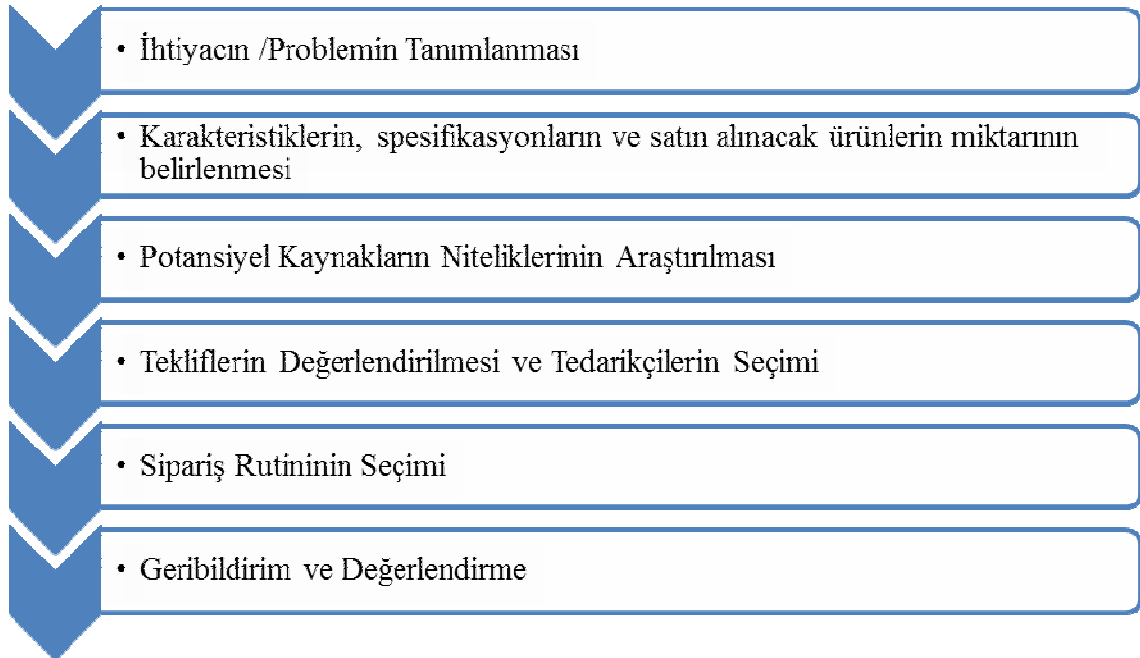 • İhtiyacın /Problemin Tanımlanması
• Karakteristiklerin, spesifikasyonların ve satın alınacak ürünlerin miktarının
belirlenmesi
• Potansiyel Kaynakların Niteliklerinin Araştırılması
• Tekliflerin Değerlendirilmesi ve Tedarikçilerin Seçimi
• Sipariş Rutininin Seçimi
• Geribildirim ve Değerlendirme